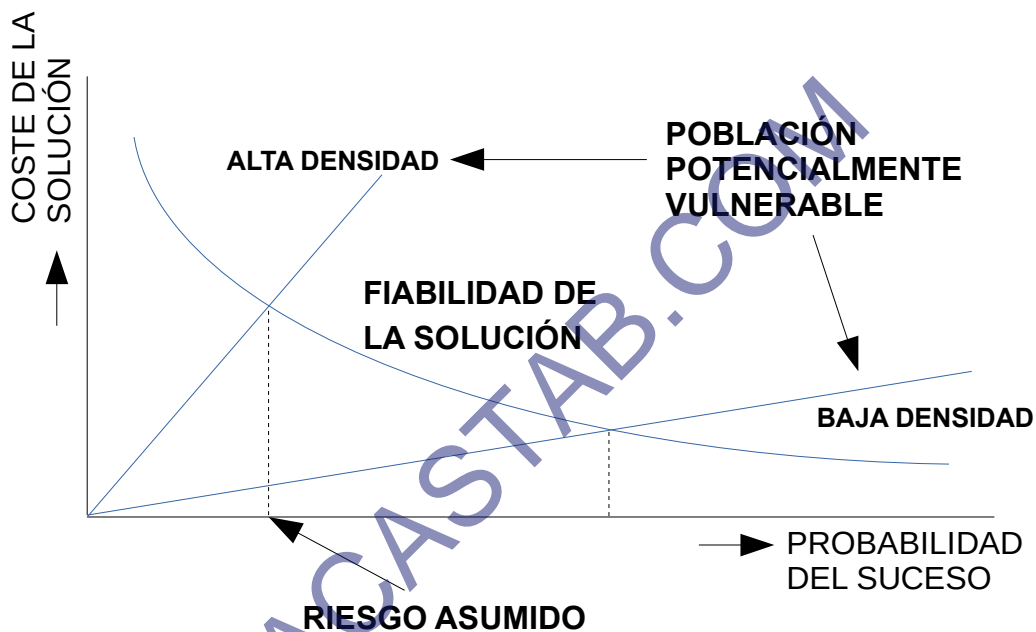 COSTE DE LA
SOLUCIÓN
ALTA DENSIDAD
POBLACIÓN
POTENCIALMENTE
VULNERABLE
FIABILIDAD DE
LA SOLUCIÓN
BAJA DENSIDAD
PROBABILIDAD
DEL SUCESO
RIESGO ASUMIDO
ACASTAB.COM